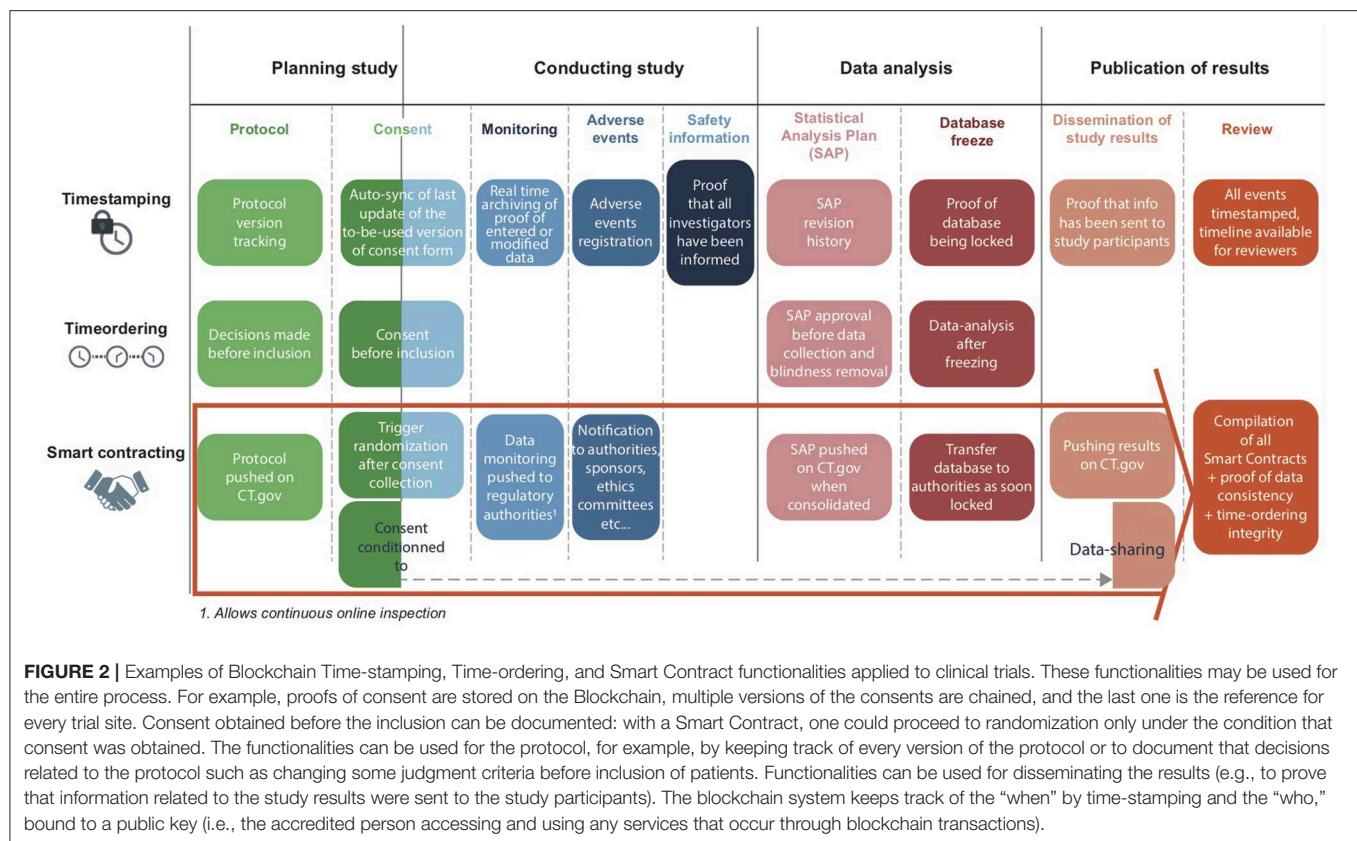 Planning study
Conducting study
Data analysis
Publication of results
Protocol
Consent
Monitoring
Adverse
events
Safety
information
Statistical
Analysis Plan
(SAP)
Database
freeze
Dissemination of
study results
Review
Timestamping
Protocol
version
tracking
Auto-sync of last
update of the
to-be-used version
of consent form
Real time
archiving of
proof of
entered or
modified
data
Adverse
events
registration
Proof
that all
investigators
have been
informed
SAP
revision
history
Proof of
database
being locked
Proof that info
has been sent to
study participants
All events
timestamped,
timeline available
for reviewers
Timeordering
Decisions made
before inclusion
Consent
before inclusion
SAP approval
before data
collection and
blindness removal
Data-analysis
after
freezing
Smart contracting
Protocol
pushed on
CT.gov
Trigger
randomization
after consent
collection
Consent
conditionned
to
Data
monitoring
pushed to
regulatory
authorities¹
Notification
to authorities,
sponsors,
ethics
committees
etc...
SAP pushed
on CT.gov
when
consolidated
Transfer
database to
authorities as soon
locked
Pushing results
on CT.gov
Data-sharing
Compilation
of all
Smart Contracts
+ proof of data
consistency
+ time-ordering
integrity
1. Allows continuous online inspection
FIGURE 2 | Examples of Blockchain Time-stamping, Time-ordering, and Smart Contract functionalities applied to clinical trials. These functionalities may be used for
the entire process. For example, proofs of consent are stored on the Blockchain, multiple versions of the consents are chained, and the last one is the reference for
every trial site. Consent obtained before the inclusion can be documented: with a Smart Contract, one could proceed to randomization only under the condition that
consent was obtained. The functionalities can be used for the protocol, for example, by keeping track of every version of the protocol or to document that decisions
related to the protocol such as changing some judgment criteria before inclusion of patients. Functionalities can be used for disseminating the results (e.g., to prove
that information related to the study results were sent to the study participants). The blockchain system keeps track of the “when” by time-stamping and the “who,”
bound to a public key (i.e., the accredited person accessing and using any services that occur through blockchain transactions).